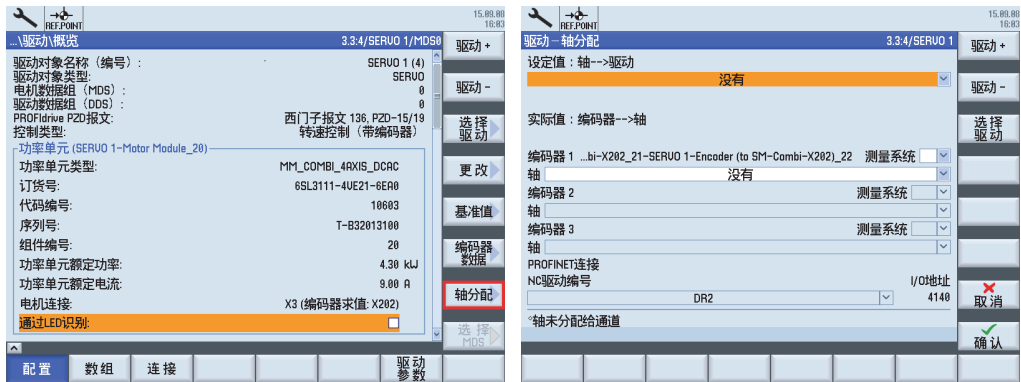 REF.POINT
15.09.08
16:03
...\驱动\概览
3.3:4/SERVO 1/MDS0
驱动对象名称（编号）:
SERVO 1 (4)
驱动对象类型:
SERVO
电机数据组（MDS）:
0
驱动数据组（DDS）:
0
PROFIdrive PZD报文:
西门子报文 136, PZD-15/19
控制类型:
转速控制（带编码器）
功率单元 (SERVO 1-Motor Module_20)
功率单元类型:
MM_COMBI_4AXIS_DCAC
订货号:
6SL3111-4VE21-6EA0
代码编号:
10603
序列号:
T-B32013100
组件编号:
20
功率单元额定功率:
4.30 kW
功率单元额定电流:
9.00 A
电机连接:
X3 (编码器求值: X202)
通过LED识别:
驱动 +
驱动 -
选择
驱动
更改
基准值
编码器
数据
轴分配
选择
MDS
配置
数组
连接
驱动
参数
REF.POINT
15.09.08
16:03
驱动 – 轴分配
3.3:4/SERVO 1
设定值：轴-->驱动
没有
实际值：编码器-->轴
编码器 1 ...bi-X202_21-SERVO 1-Encoder (to SM-Combi-X202)_22 测量系统
轴
没有
编码器 2
测量系统
轴
编码器 3
测量系统
轴
PROFINET连接
NC驱动编号
I/O地址
DR2
4140
°轴未分配给通道
驱动 +
驱动 -
选择
驱动
取消
确认